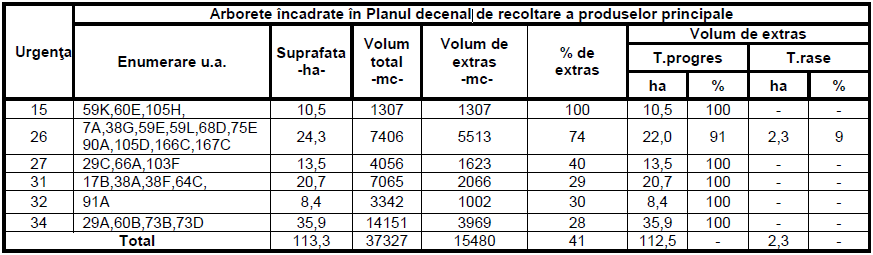 Arborete încadrate în Planul decenal de recoltare a produselor principale
Urgenţa Enumerare u.a. Suprafata -ha- Volum total -mc- Volum de extras -mc- % de extras Volum de extras
T.progres T.rase
ha % ha %
15 59K,60E,105H, 10,5 1307 1307 100 10,5 100 - -
26 7A,38G,59E,59L,68D,75E 90A,105D,166C,167C 24,3 7406 5513 74 22,0 91 2,3 9
27 29C,66A,103F 13,5 4056 1623 40 13,5 100 - -
31 17B,38A,38F,64C, 20,7 7065 2066 29 20,7 100 - -
32 91A 8,4 3342 1002 30 8,4 100 - -
34 29A,60B,73B,73D 35,9 14151 3969 28 35,9 100 - -
Total 113,3 37327 15480 41 112,5 - 2,3 -